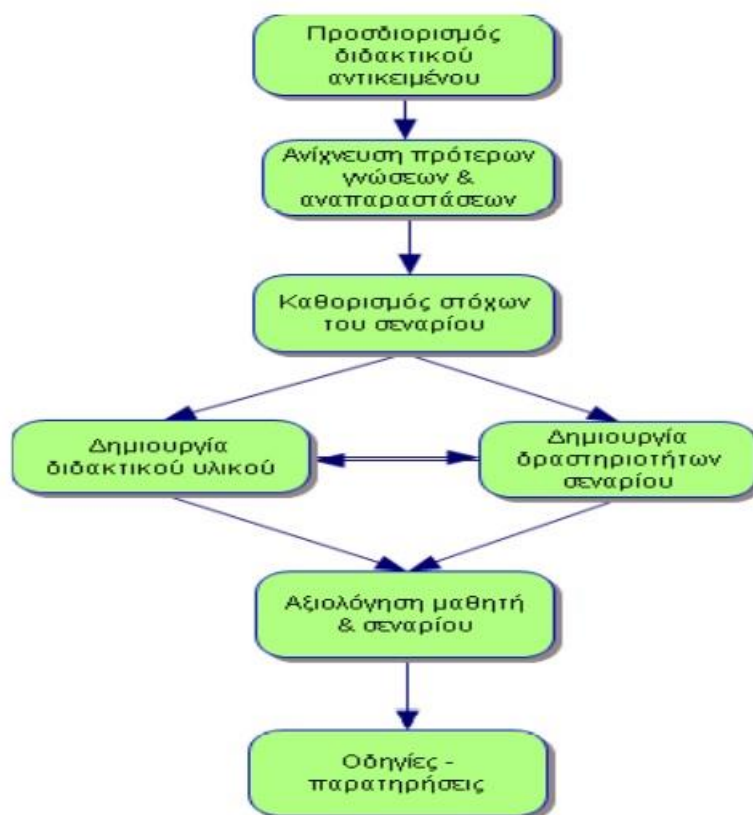 Προσδιορισμός
διδακτικού
αντικειμένου
Ανίχνευση πρότερων
γνώσεων &
αναπαραστάσεων
Καθορισμός στόχων
του σεναρίου
Δημιουργία
διδακτικού υλικού
Δημιουργία
δραστηριοτήτων
σεναρίου
Αξιολόγηση μαθητή
& σεναρίου
Οδηγίες -
παρατηρήσεις